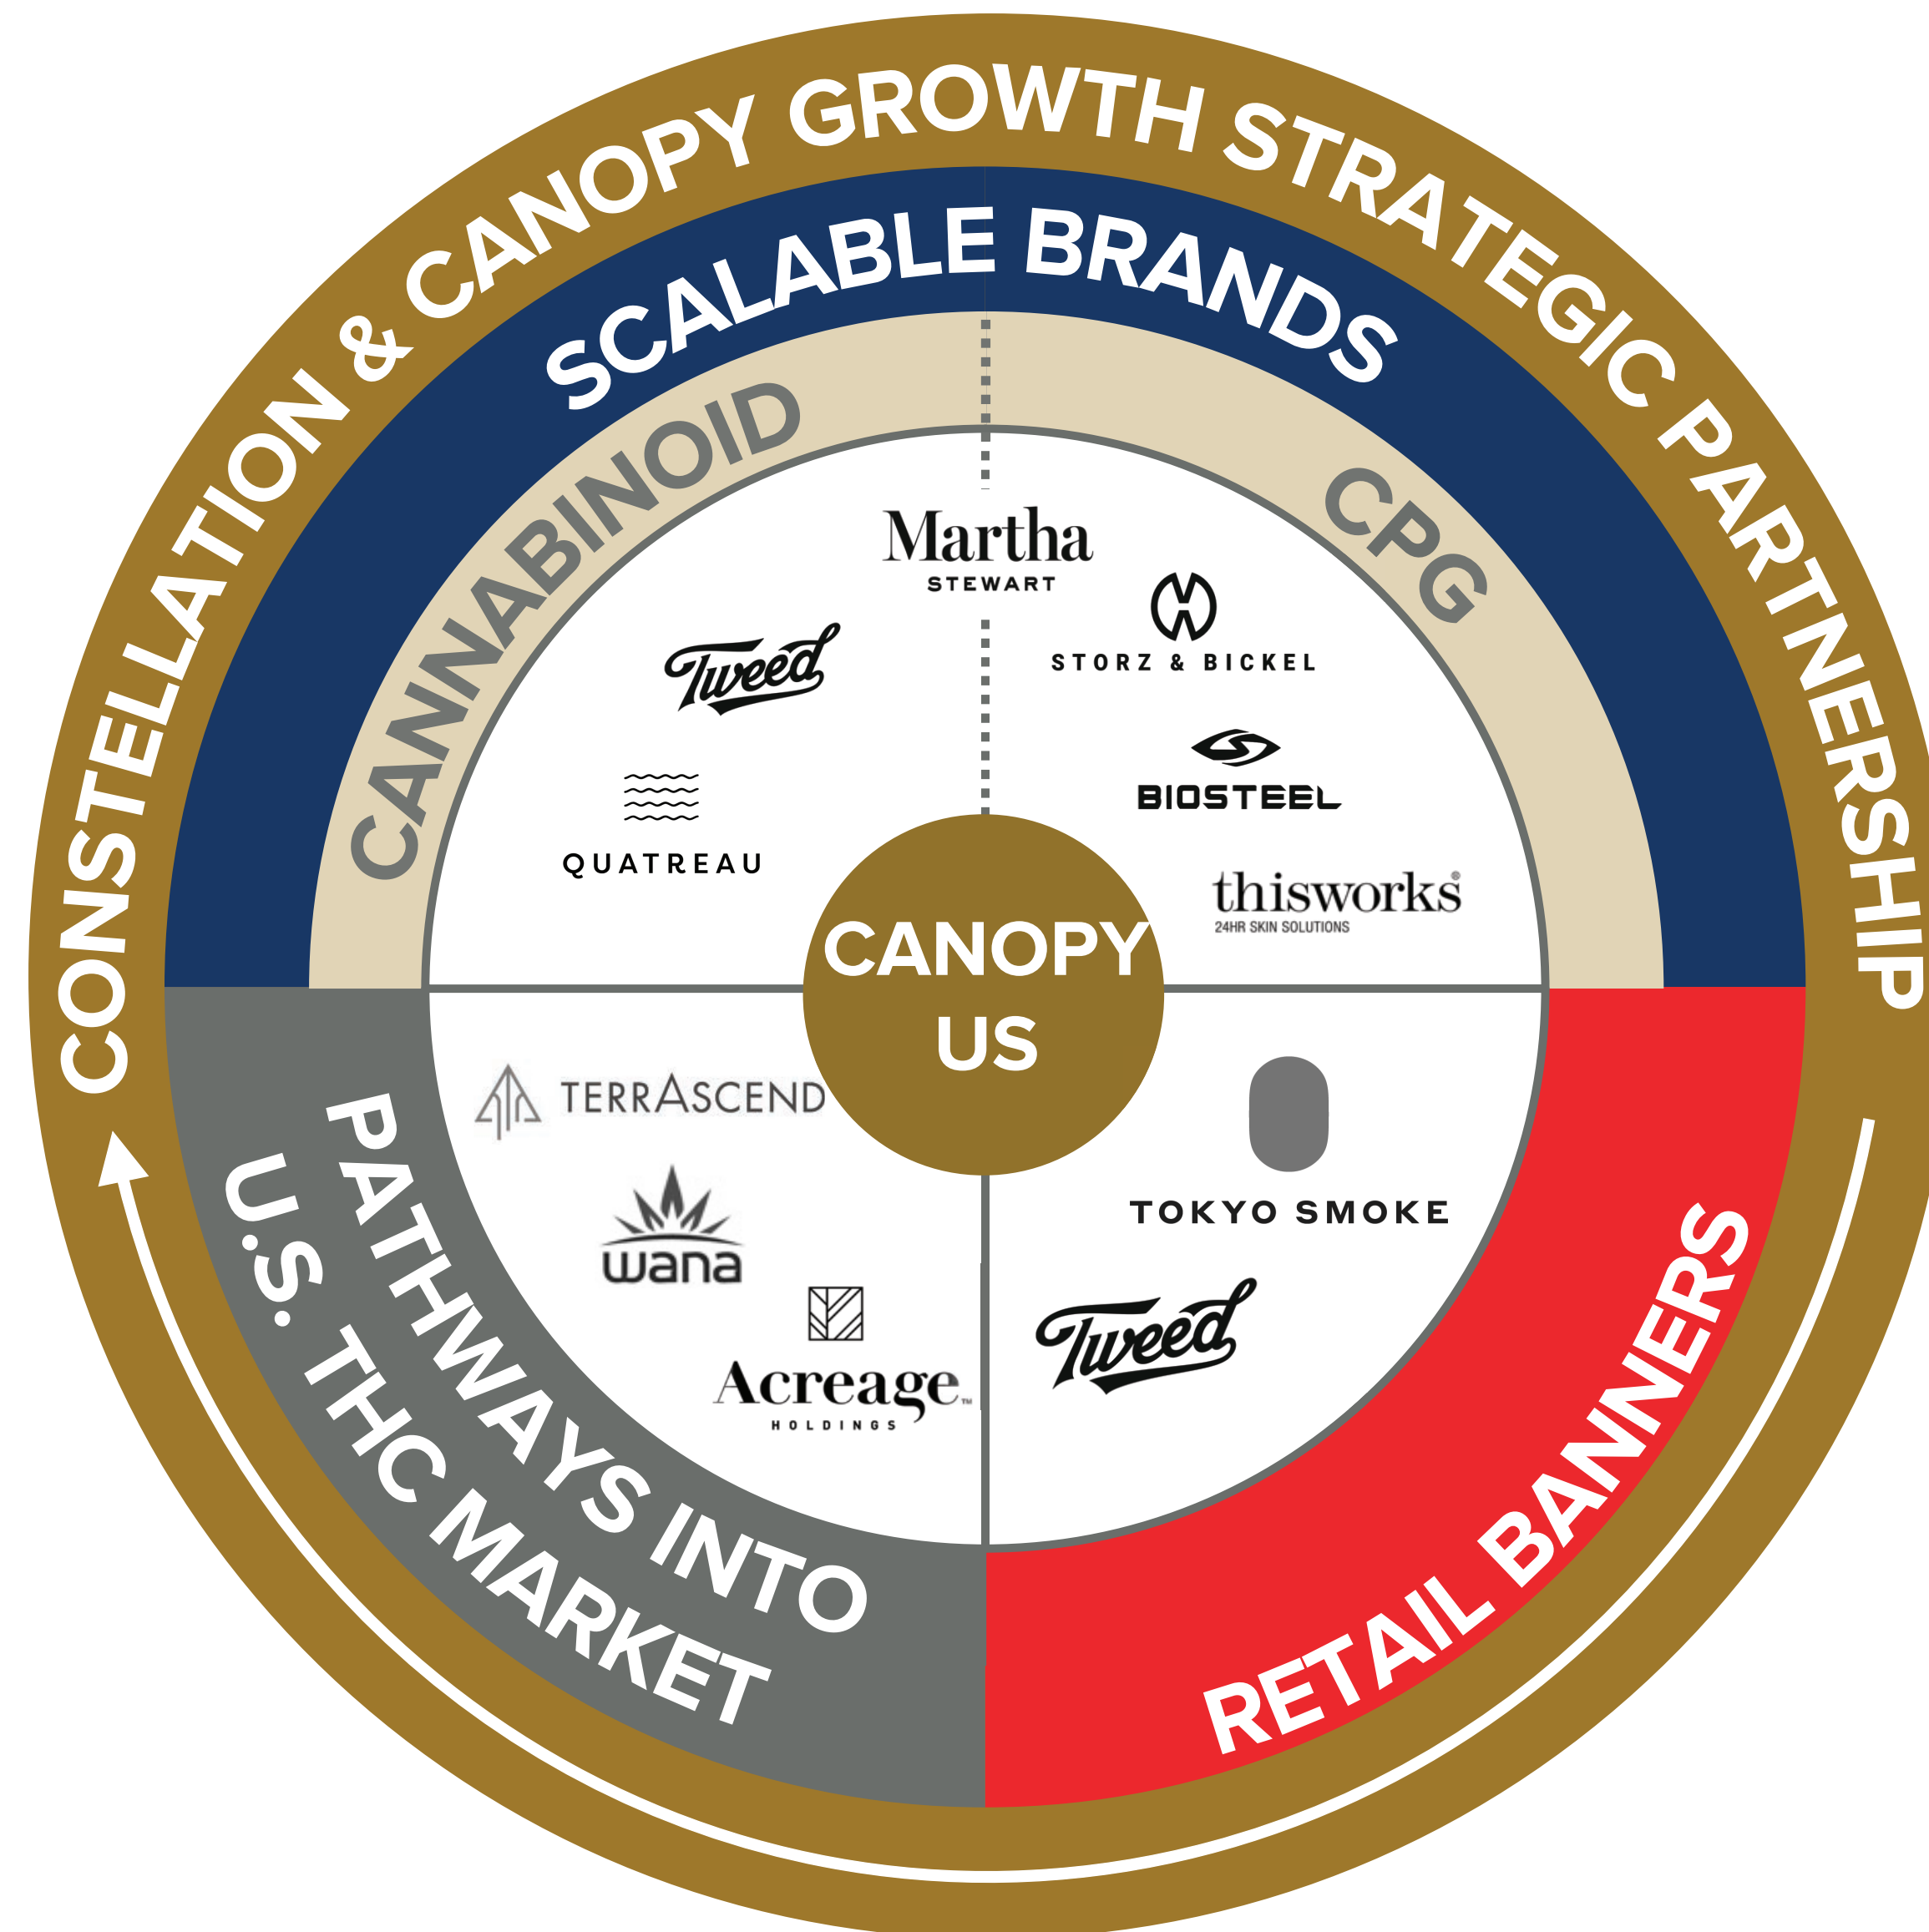 CONSTELLATION & CANOPY GROWTH STRATEGIC PARTNERSHIP
SCALABLE BRANDS
CANNABINOID
CPG
Martha
STEWART
Tweed
STORZ & BICKEL
QUATREAU
BIOSTEEL
thisworks®
24HR SKIN SOLUTIONS
CANOPY
US
TERRASCEND
wana
Acreage™
HOLDINGS
TOKYO SMOKE
Tweed
PATHWAYS INTO
U.S. THC MARKET
RETAIL BANNERS